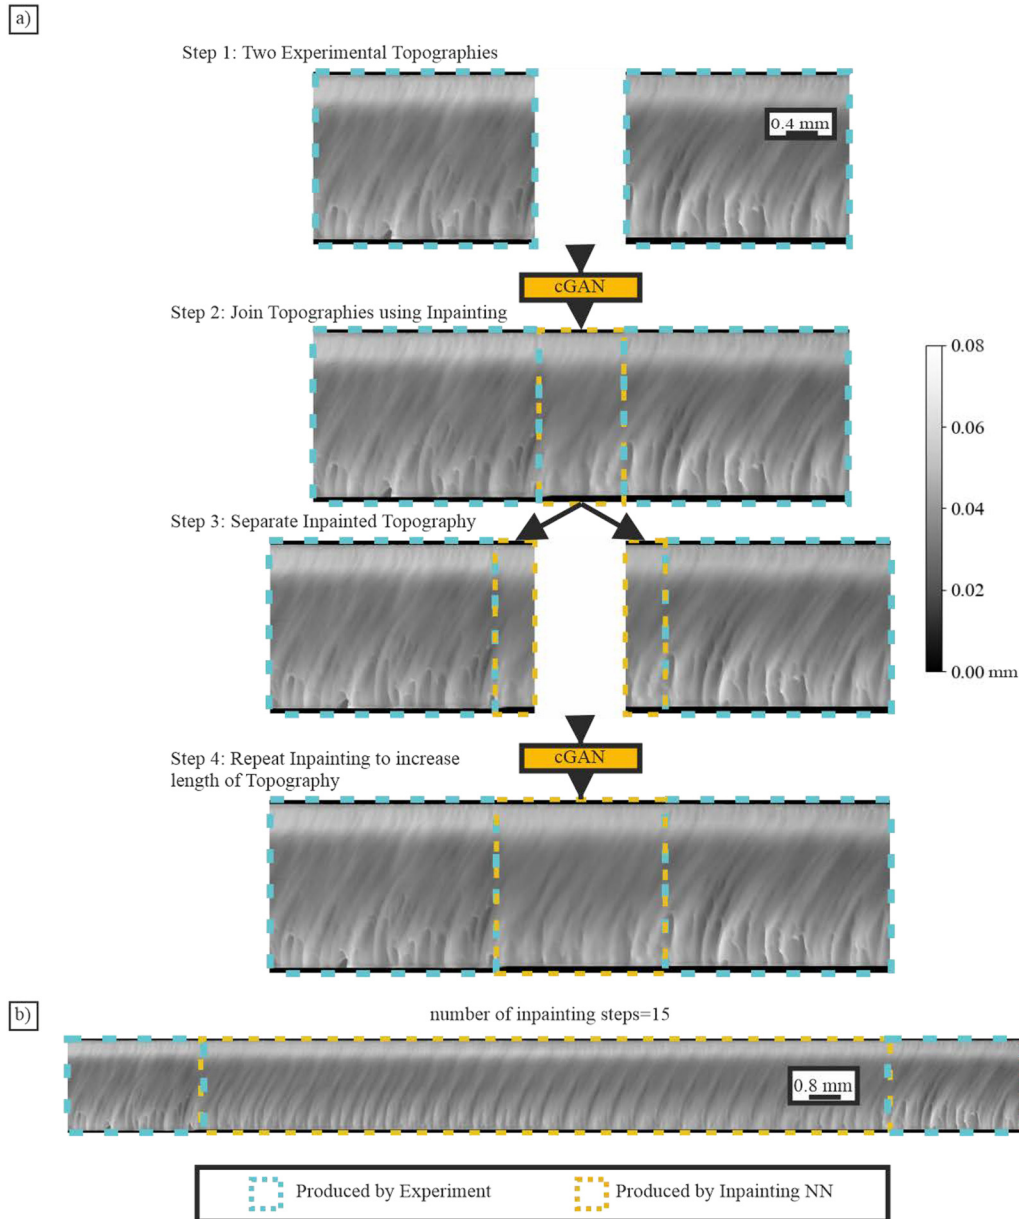 a)
Step 1: Two Experimental Topographies
0.4 mm
cGAN
Step 2: Join Topographies using Inpainting
0.08
0.06
0.04
0.02
0.00 mm
Step 3: Separate Inpainted Topography
cGAN
Step 4: Repeat Inpainting to increase
length of Topography
b)
number of inpainting steps=15
0.8 mm
Produced by Experiment
Produced by Inpainting NN